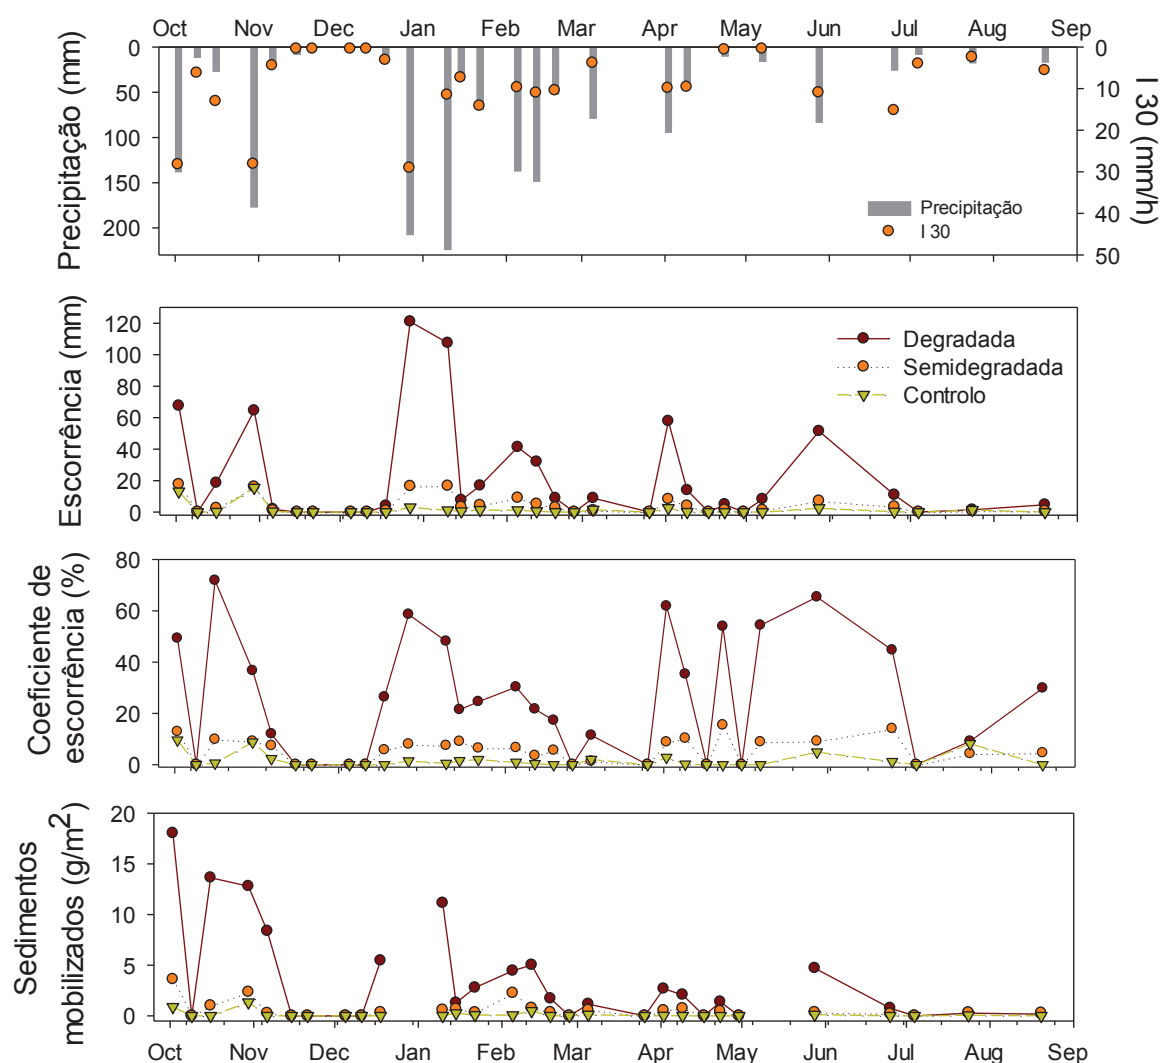 Oct Nov Dec Jan Feb Mar Apr May Jun Jul Aug Sep
Precipitação (mm)
0
50
100
150
200
0
10
20
30
40
50
I 30 (mm/h)
Precipitação
I 30
Escorrência (mm)
120
100
80
60
40
20
0
Degradada
Semidegradada
Controlo
Coeficiente de
escorrência (%)
80
60
40
20
0
Sedimentos
mobilizados (g/m2)
20
15
10
5
0
Oct Nov Dec Jan Feb Mar Apr May Jun Jul Aug Sep